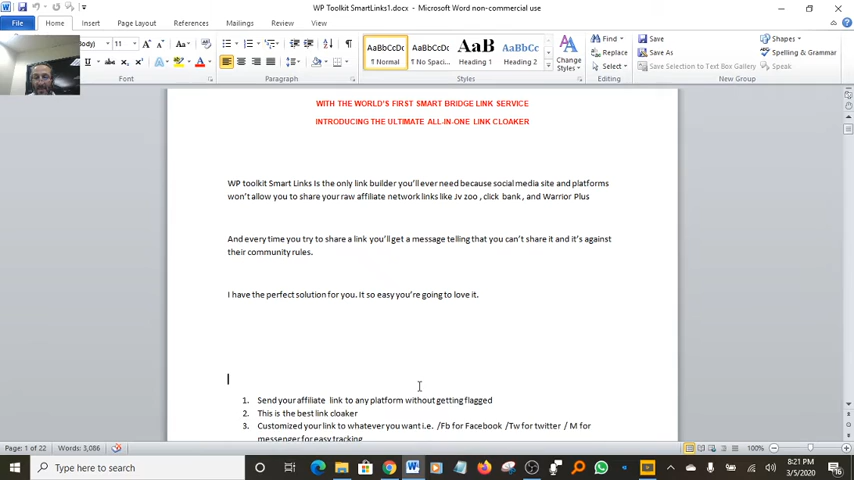 WP Toolkit SmartLinks1.docx - Microsoft Word non-commercial use
File Home Insert Page Layout References Mailings Review View
11 A A Aa
U abc x x A A
Font
Paragraph
AaBbCcDc AaBbCcDc AaB AaBbCc
¶ Normal ¶ No Spaci... Heading 1 Heading 2
Styles
Change Styles
Find
Replace
Select
Editing
Save
Save As
Save Selection to Text Box Gallery
New Group
Shapes
Spelling & Grammar
Speak
WITH THE WORLD'S FIRST SMART BRIDGE LINK SERVICE
INTRODUCING THE ULTIMATE ALL-IN-ONE LINK CLOAKER
WP toolkit Smart Links Is the only link builder you'll ever need because social media site and platforms
won't allow you to share your raw affiliate network links like Jv zoo , click bank , and Warrior Plus
And every time you try to share a link you'll get a message telling that you can't share it and it's against
their community rules.
I have the perfect solution for you. It so easy you're going to love it.
1. Send your affiliate link to any platform without getting flagged
2. This is the best link cloaker
3. Customized your link to whatever you want i.e. /Fb for Facebook /Tw for twitter / M for
messenger for easy tracking
Page: 1 of 22 Words: 3,086 100%
Type here to search
8:21 PM
3/5/2020